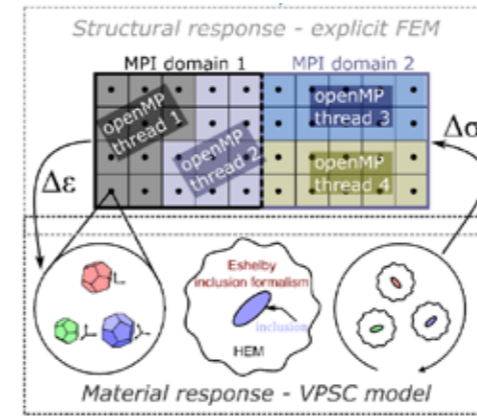 Structural response - explicit FEM
MPI domain 1
MPI domain 2
openMP
thread 1
openMP
thread 2
openMP
thread 3
openMP
thread 4
Δε
Δσ
Eshelby
inclusion formalism
inclusion
HEM
Material response - VPSC model